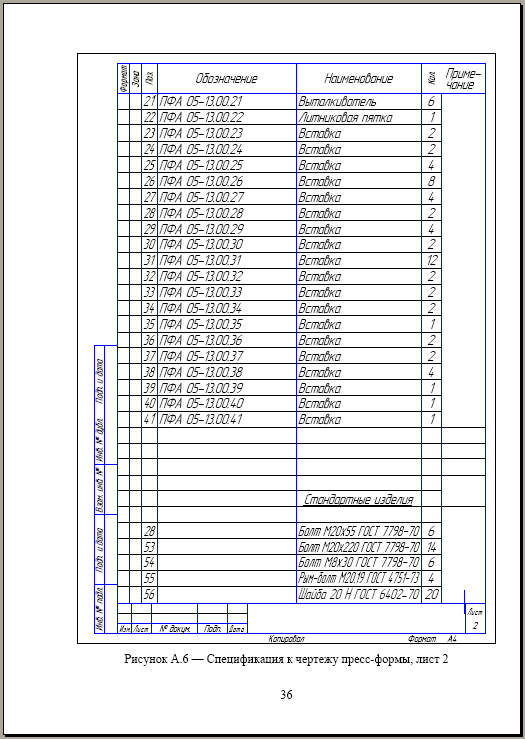 Формат Зона Поз. Обозначение Наименование Кол. Приме-
чание
21 ПФА 05-13.00.21 Выталкиватель 6
22 ПФА 05-13.00.22 Литниковая пятка 1
23 ПФА 05-13.00.23 Вставка 2
24 ПФА 05-13.00.24 Вставка 2
25 ПФА 05-13.00.25 Вставка 4
26 ПФА 05-13.00.26 Вставка 8
27 ПФА 05-13.00.27 Вставка 4
28 ПФА 05-13.00.28 Вставка 2
29 ПФА 05-13.00.29 Вставка 4
30 ПФА 05-13.00.30 Вставка 2
31 ПФА 05-13.00.31 Вставка 12
32 ПФА 05-13.00.32 Вставка 2
33 ПФА 05-13.00.33 Вставка 2
34 ПФА 05-13.00.34 Вставка 2
35 ПФА 05-13.00.35 Вставка 1
36 ПФА 05-13.00.36 Вставка 2
37 ПФА 05-13.00.37 Вставка 2
38 ПФА 05-13.00.38 Вставка 4
39 ПФА 05-13.00.39 Вставка 1
40 ПФА 05-13.00.40 Вставка 1
41 ПФА 05-13.00.41 Вставка 1
Стандартные изделия
28 Болт М20х55 ГОСТ 7798-70 6
53 Болт М20х220 ГОСТ 7798-70 14
54 Болт М8х30 ГОСТ 7798-70 6
55 Рым-болт М20.19 ГОСТ 4751-73 4
56 Шайба 20 Н ГОСТ 6402-70 20
Подп. и дата
Инв. № дубл.
Взам. инв. №
Подп. и дата
Инв. № подл.
Изм. Лист № докум. Подп. Дата
Лист
2
Копировал Формат А4
Рисунок А.6 — Спецификация к чертежу пресс-формы, лист 2
36